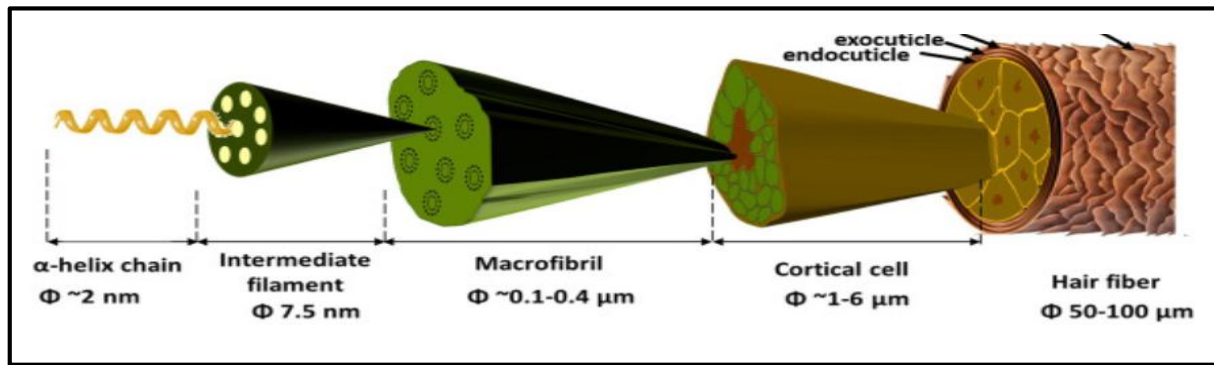 exocuticle
endocuticle
α-helix chain
Φ ~2 nm
Intermediate
filament
Φ 7.5 nm
Macrofibril
Φ ~0.1-0.4 μm
Cortical cell
Φ ~1-6 μm
Hair fiber
Φ 50-100 μm